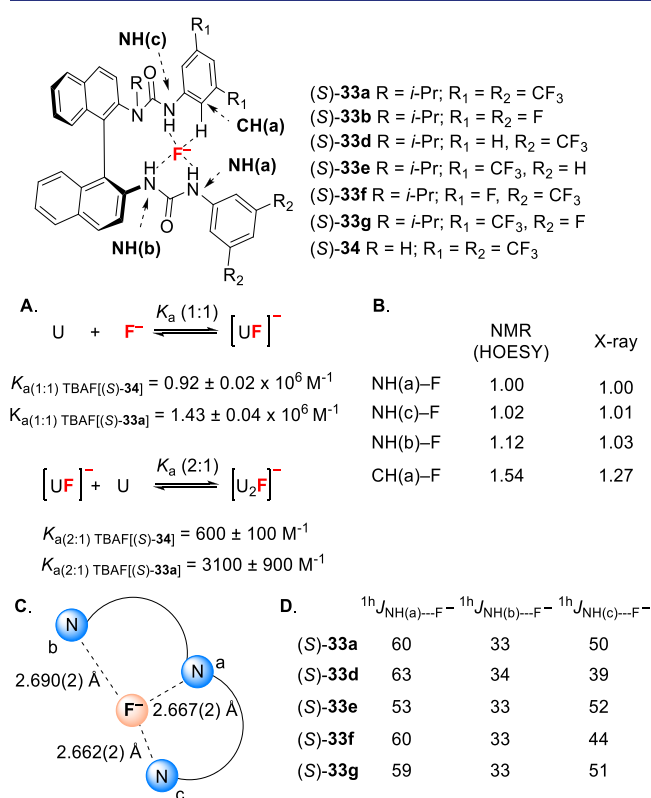 NH(c)
R1
R1
R
O
N
N
H
H
CH(a)
F−
NH(a)
H
N
H
N
O
R2
R2
NH(b)
(S)-33a R = i-Pr; R1 = R2 = CF3
(S)-33b R = i-Pr; R1 = R2 = F
(S)-33d R = i-Pr; R1 = H, R2 = CF3
(S)-33e R = i-Pr; R1 = CF3, R2 = H
(S)-33f R = i-Pr; R1 = F, R2 = CF3
(S)-33g R = i-Pr; R1 = CF3, R2 = F
(S)-34 R = H; R1 = R2 = CF3
A.
U + F− Ka (1:1) [UF]−
Ka(1:1) TBAF[(S)-34] = 0.92 ± 0.02 x 10^6 M-1
Ka(1:1) TBAF[(S)-33a] = 1.43 ± 0.04 x 10^6 M-1
[UF]− + U Ka (2:1) [U2F]−
Ka(2:1) TBAF[(S)-34] = 600 ± 100 M-1
Ka(2:1) TBAF[(S)-33a] = 3100 ± 900 M-1
B.
NMR (HOESY) X-ray
NH(a)–F 1.00 1.00
NH(c)–F 1.02 1.01
NH(b)–F 1.12 1.03
CH(a)–F 1.54 1.27
C.
N
b
N
a
2.690(2) Å
F−
2.667(2) Å
2.662(2) Å
N
c
D. 1hJNH(a)---F− 1hJNH(b)---F− 1hJNH(c)---F−
(S)-33a 60 33 50
(S)-33d 63 34 39
(S)-33e 53 33 52
(S)-33f 60 33 44
(S)-33g 59 33 51